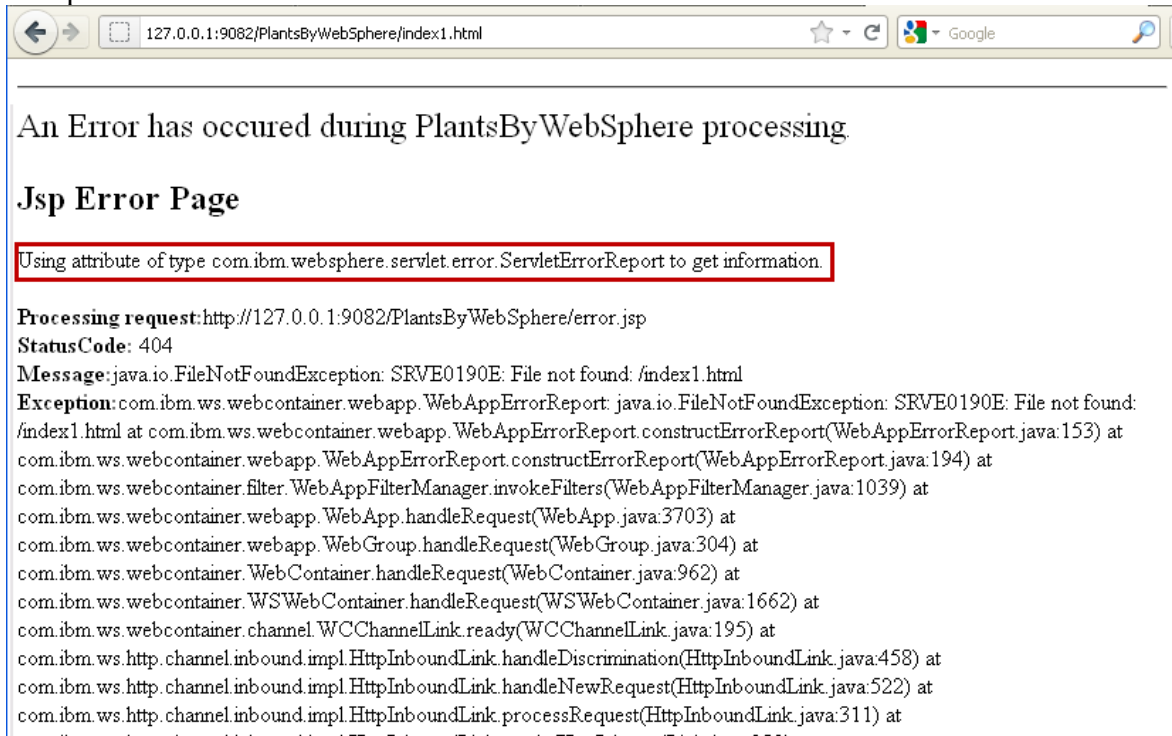 127.0.0.1:9082/PlantsByWebSphere/index1.html
Google
An Error has occured during PlantsByWebSphere processing.
Jsp Error Page
Using attribute of type com.ibm.websphere.servlet.error.ServletErrorReport to get information.
Processing request:http://127.0.0.1:9082/PlantsByWebSphere/error.jsp
StatusCode: 404
Message:java.io.FileNotFoundException: SRVE0190E: File not found: /index1.html
Exception:com.ibm.ws.webcontainer.webapp.WebAppErrorReport: java.io.FileNotFoundException: SRVE0190E: File not found:
/index1.html at com.ibm.ws.webcontainer.webapp.WebAppErrorReport.constructErrorReport(WebAppErrorReport.java:153) at
com.ibm.ws.webcontainer.webapp.WebAppErrorReport.constructErrorReport(WebAppErrorReport.java:194) at
com.ibm.ws.webcontainer.filter.WebAppFilterManager.invokeFilters(WebAppFilterManager.java:1039) at
com.ibm.ws.webcontainer.webapp.WebApp.handleRequest(WebApp.java:3703) at
com.ibm.ws.webcontainer.webapp.WebGroup.handleRequest(WebGroup.java:304) at
com.ibm.ws.webcontainer.WebContainer.handleRequest(WebContainer.java:962) at
com.ibm.ws.webcontainer.WSWebContainer.handleRequest(WSWebContainer.java:1662) at
com.ibm.ws.webcontainer.channel.WCChannelLink.ready(WCChannelLink.java:195) at
com.ibm.ws.http.channel.inbound.impl.HttpInboundLink.handleDiscrimination(HttpInboundLink.java:458) at
com.ibm.ws.http.channel.inbound.impl.HttpInboundLink.handleNewRequest(HttpInboundLink.java:522) at
com.ibm.ws.http.channel.inbound.impl.HttpInboundLink.processRequest(HttpInboundLink.java:311) at